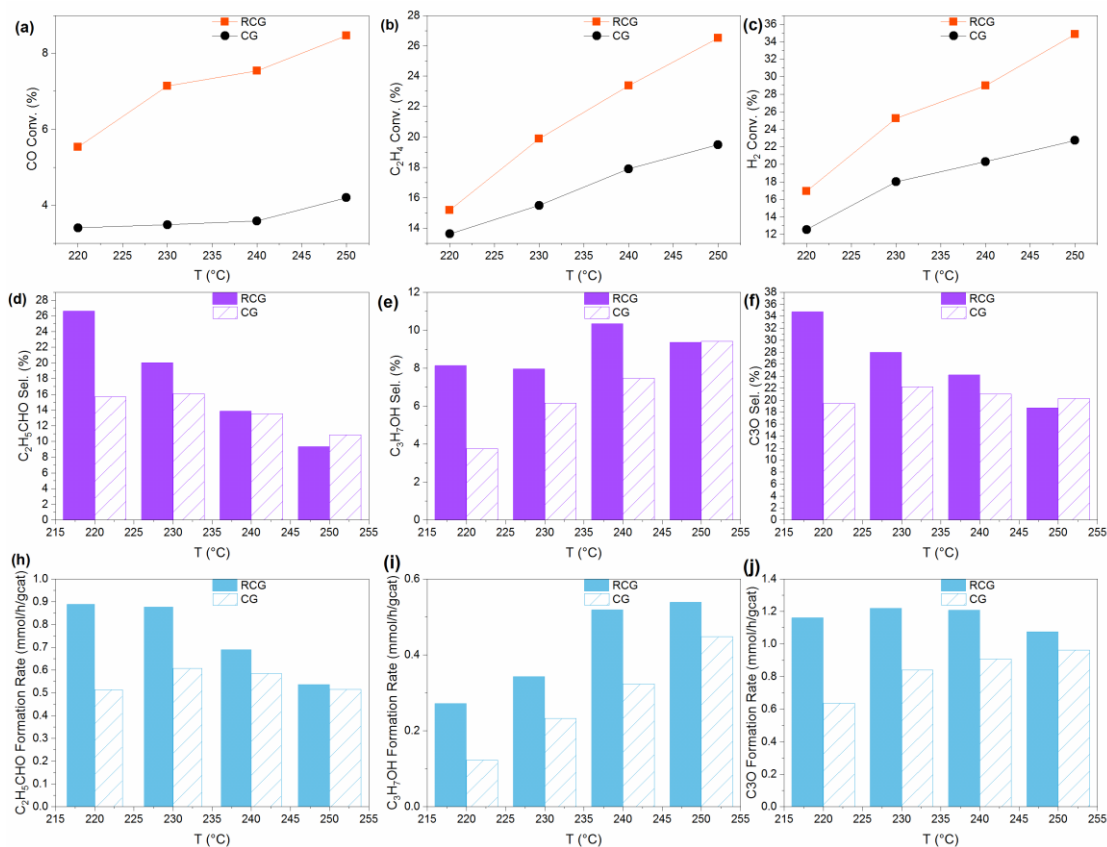 (a)
RCG
CG
CO Conv. (%)
8
6
4
220 225 230 235 240 245 250
T (°C)
(b)
RCG
CG
C₂H₄ Conv. (%)
28
26
24
22
20
18
16
14
220 225 230 235 240 245 250
T (°C)
(c)
RCG
CG
H₂ Conv. (%)
36
34
32
30
28
26
24
22
20
18
16
14
12
220 225 230 235 240 245 250
T (°C)
(d)
RCG
CG
C₂H₅CHO Sel. (%)
28
26
24
22
20
18
16
14
12
10
8
6
4
2
0
215 220 225 230 235 240 245 250 255
T (°C)
(e)
RCG
CG
C₃H₇OH Sel. (%)
12
10
8
6
4
2
0
215 220 225 230 235 240 245 250 255
T (°C)
(f)
RCG
CG
C3O Sel. (%)
38
36
34
32
30
28
26
24
22
20
18
16
14
12
10
8
6
4
2
0
215 220 225 230 235 240 245 250 255
T (°C)
(h)
RCG
CG
C₂H₅CHO Formation Rate (mmol/h/gcat)
1.0
0.9
0.8
0.7
0.6
0.5
0.4
0.3
0.2
0.1
0.0
215 220 225 230 235 240 245 250 255
T (°C)
(i)
RCG
CG
C₃H₇OH Formation Rate (mmol/h/gcat)
0.6
0.4
0.2
0.0
215 220 225 230 235 240 245 250 255
T (°C)
(j)
RCG
CG
C3O Formation Rate (mmol/h/gcat)
1.4
1.2
1.0
0.8
0.6
0.4
0.2
0.0
215 220 225 230 235 240 245 250 255
T (°C)